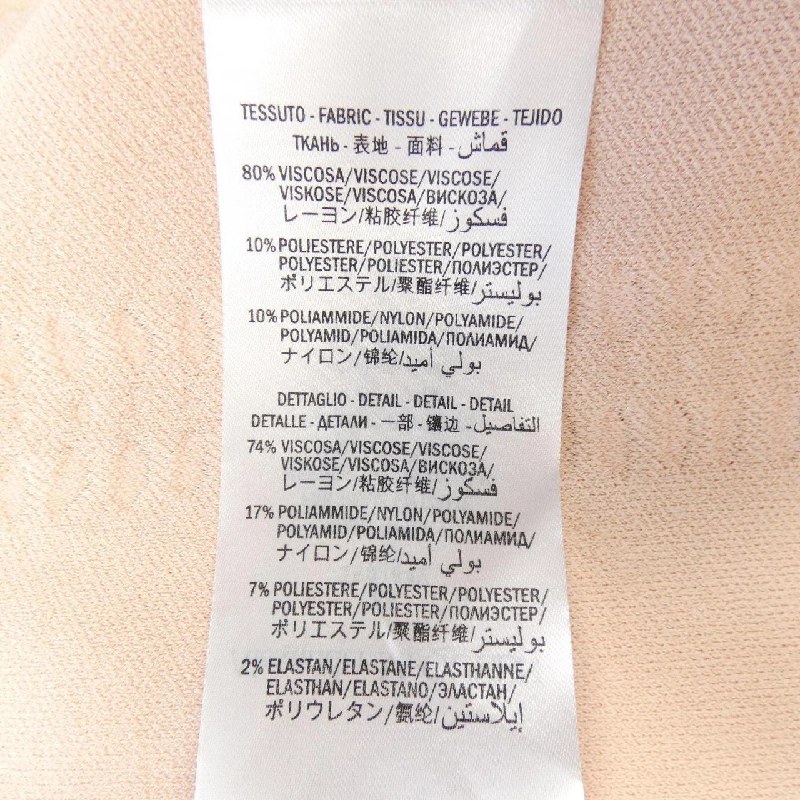 TESSUTO - FABRIC - TISSU - GEWEBE - TEJIDO
ТКАНЬ - 表地 - 面料 - قماش
80% VISCOSA/VISCOSE/VISCOSE/
VISKOSE/VISCOSA/ВИСКОЗА/
レーヨン/粘胶纤维/فسكوز
10% POLIESTERE/POLYESTER/POLYESTER/
POLYESTER/POLIESTER/ПОЛИЭСТЕР/
ポリエステル/聚酯纤维/بوليستر
10% POLIAMMIDE/NYLON/POLYAMIDE/
POLYAMID/POLIAMIDA/ПОЛИАМИД/
ナイロン/锦纶/بولي أميد
DETTAGLIO - DETAIL - DETAIL - DETAIL
DETALLE - ДЕТАЛИ - 一部 - 镶边 - التفاصيل
74% VISCOSA/VISCOSE/VISCOSE/
VISKOSE/VISCOSA/ВИСКОЗА/
レーヨン/粘胶纤维/فسكوز
17% POLIAMMIDE/NYLON/POLYAMIDE/
POLYAMID/POLIAMIDA/ПОЛИАМИД/
ナイロン/锦纶/بولي أميد
7% POLIESTERE/POLYESTER/POLYESTER/
POLYESTER/POLIESTER/ПОЛИЭСТЕР/
ポリエステル/聚酯纤维/بوليستر
2% ELASTAN/ELASTANE/ELASTHANNE/
ELASTHAN/ELASTANO/ЭЛАСТАН/
ポリウレタン/氨纶/إيلاستين